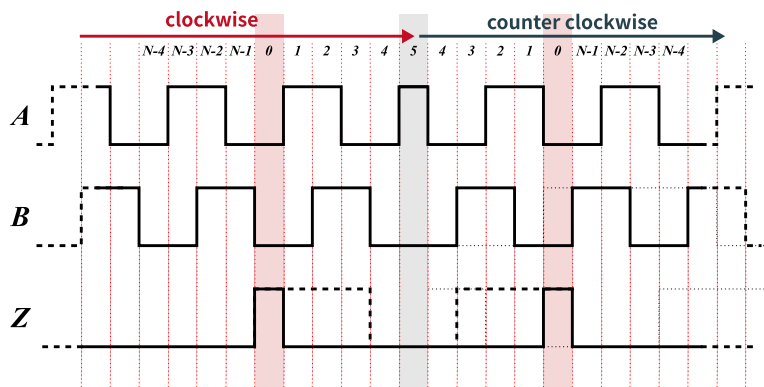 clockwise counter clockwise
N-4 N-3 N-2 N-1 0 1 2 3 4 5 4 3 2 1 0 N-1 N-2 N-3 N-4
A
B
Z